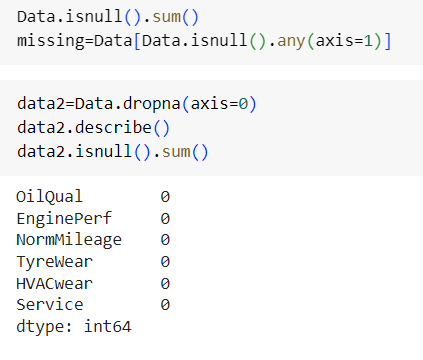 Data.isnull().sum()
missing=Data[Data.isnull().any(axis=1)]
data2=Data.dropna(axis=0)
data2.describe()
data2.isnull().sum()
OilQual 0
EnginePerf 0
NormMileage 0
TyreWear 0
HVACwear 0
Service 0
dtype: int64